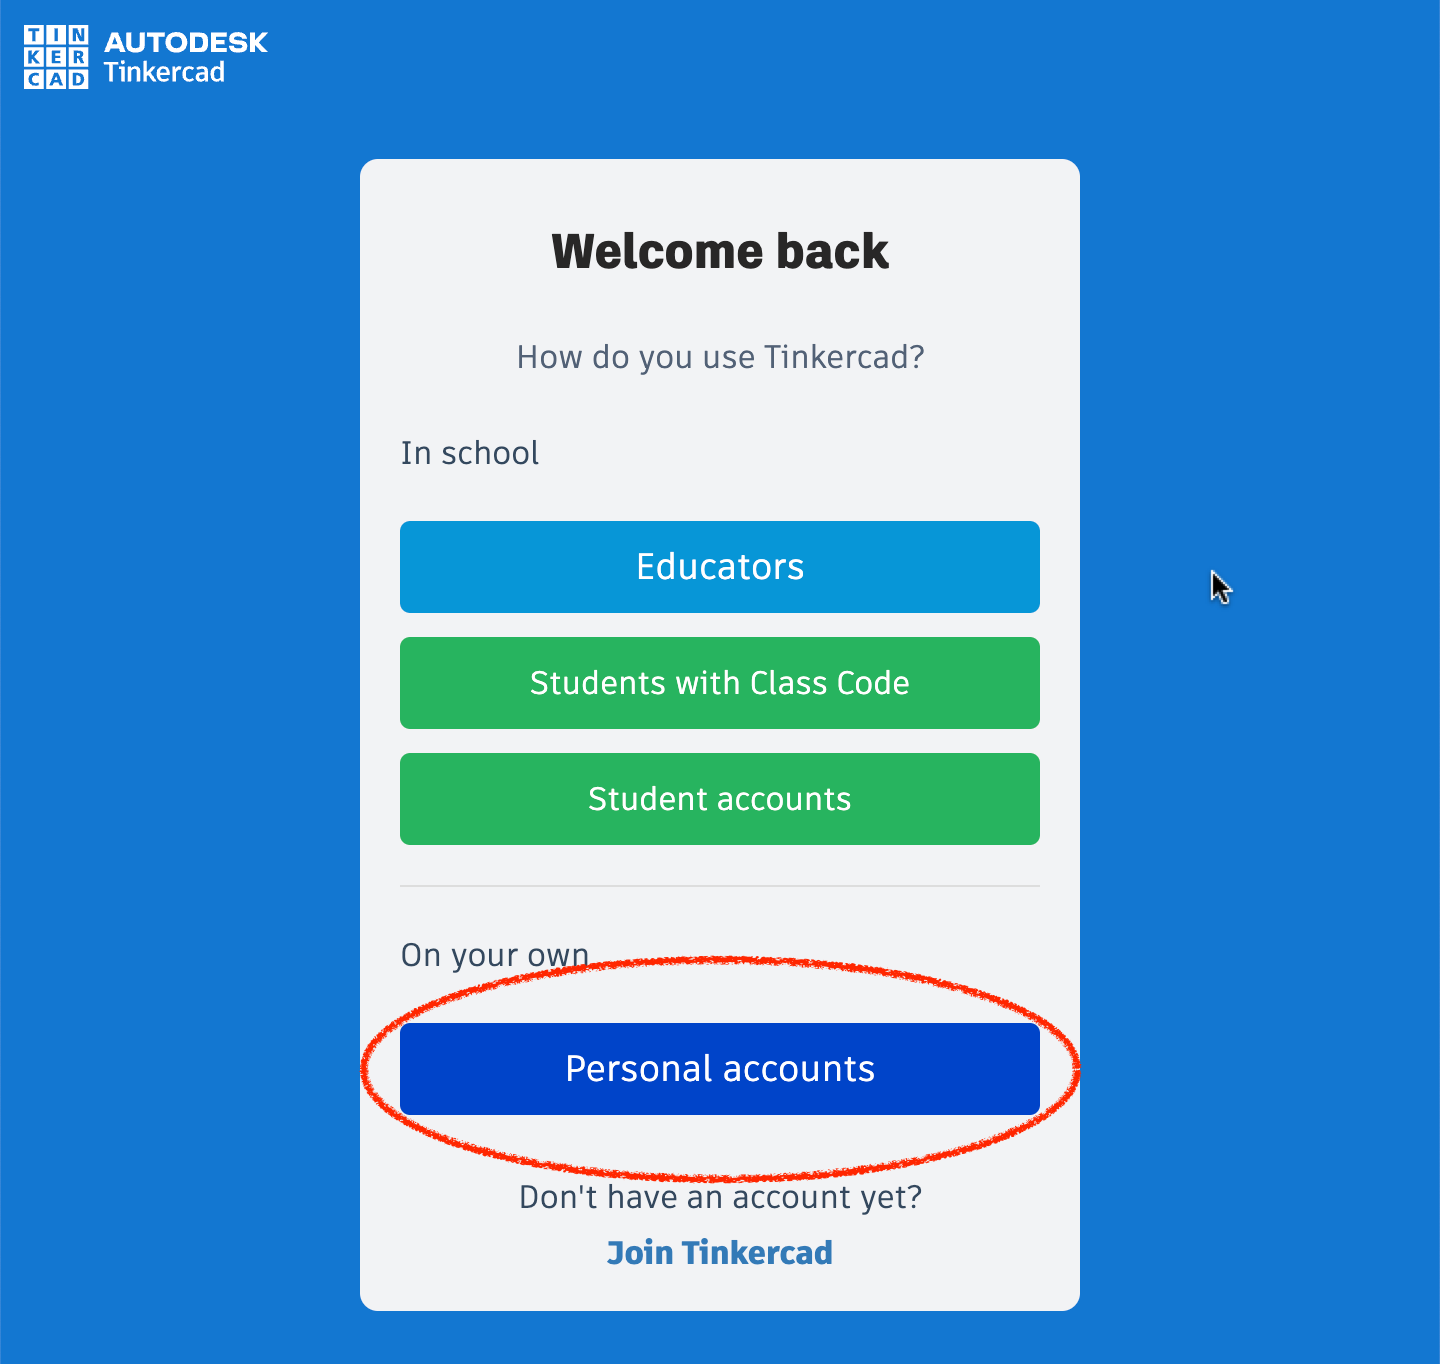 TIN
KER
CAD
AUTODESK
Tinkercad
Welcome back
How do you use Tinkercad?
In school
Educators
Students with Class Code
Student accounts
On your own
Personal accounts
Don't have an account yet?
Join Tinkercad